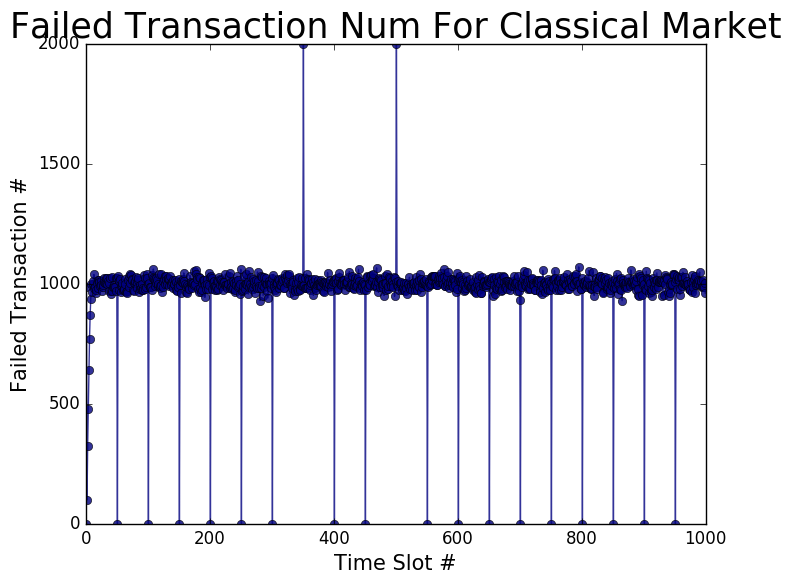 Failed Transaction Num For Classical Market
2000
1500
1000
500
0
Failed Transaction #
0 200 400 600 800 1000
Time Slot #